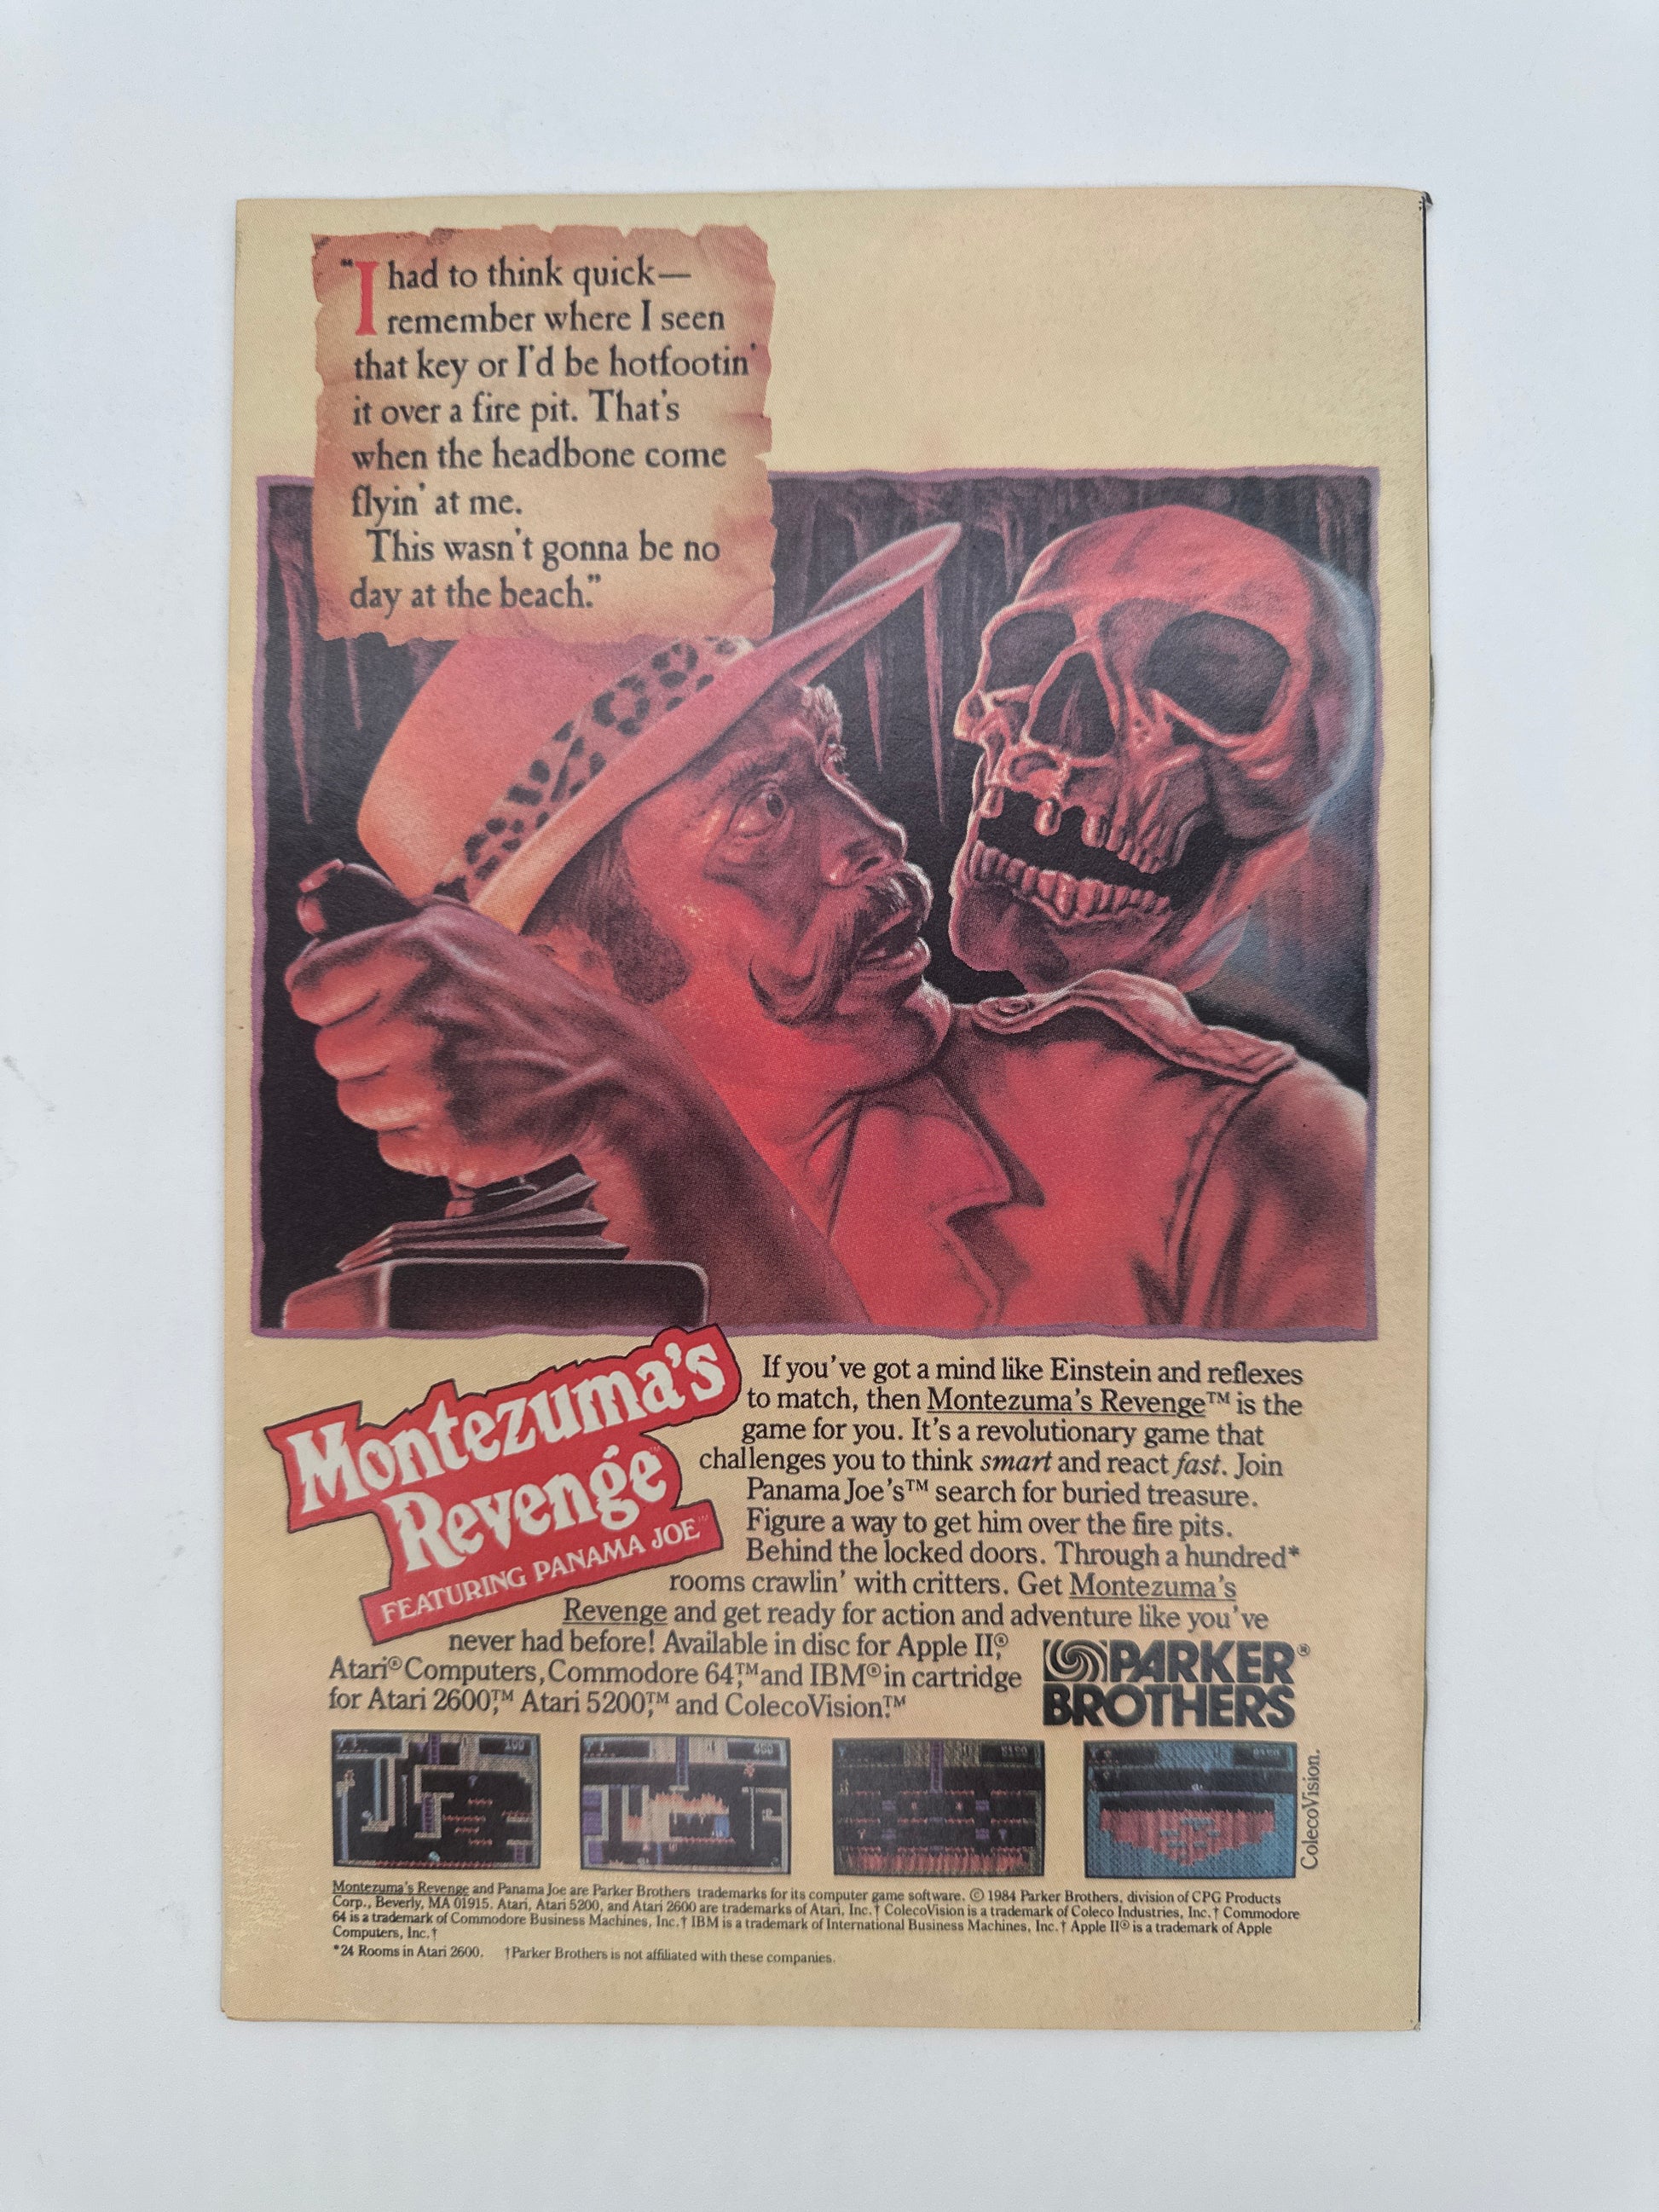 “I had to think quick—
remember where I seen
that key or I'd be hotfootin'
it over a fire pit. That's
when the headbone come
flyin' at me.
This wasn't gonna be no
day at the beach.”
Montezuma's
Revenge™
FEATURING PANAMA JOE™
If you've got a mind like Einstein and reflexes
to match, then Montezuma's Revenge™ is the
game for you. It's a revolutionary game that
challenges you to think smart and react fast. Join
Panama Joe's™ search for buried treasure.
Figure a way to get him over the fire pits.
Behind the locked doors. Through a hundred*
rooms crawlin' with critters. Get Montezuma's
Revenge and get ready for action and adventure like you've
never had before! Available in disc for Apple II,®
Atari® Computers, Commodore 64,™ and IBM® in cartridge
for Atari 2600,™ Atari 5200,™ and ColecoVision.™
PARKER®
BROTHERS
ColecoVision.
Montezuma's Revenge and Panama Joe are Parker Brothers trademarks for its computer game software. © 1984 Parker Brothers, division of CPG Products
Corp., Beverly, MA 01915. Atari, Atari 5200, and Atari 2600 are trademarks of Atari, Inc.† ColecoVision is a trademark of Coleco Industries, Inc.† Commodore
64 is a trademark of Commodore Business Machines, Inc.† IBM is a trademark of International Business Machines, Inc.† Apple II® is a trademark of Apple
Computers, Inc.†
*24 Rooms in Atari 2600. †Parker Brothers is not affiliated with these companies.